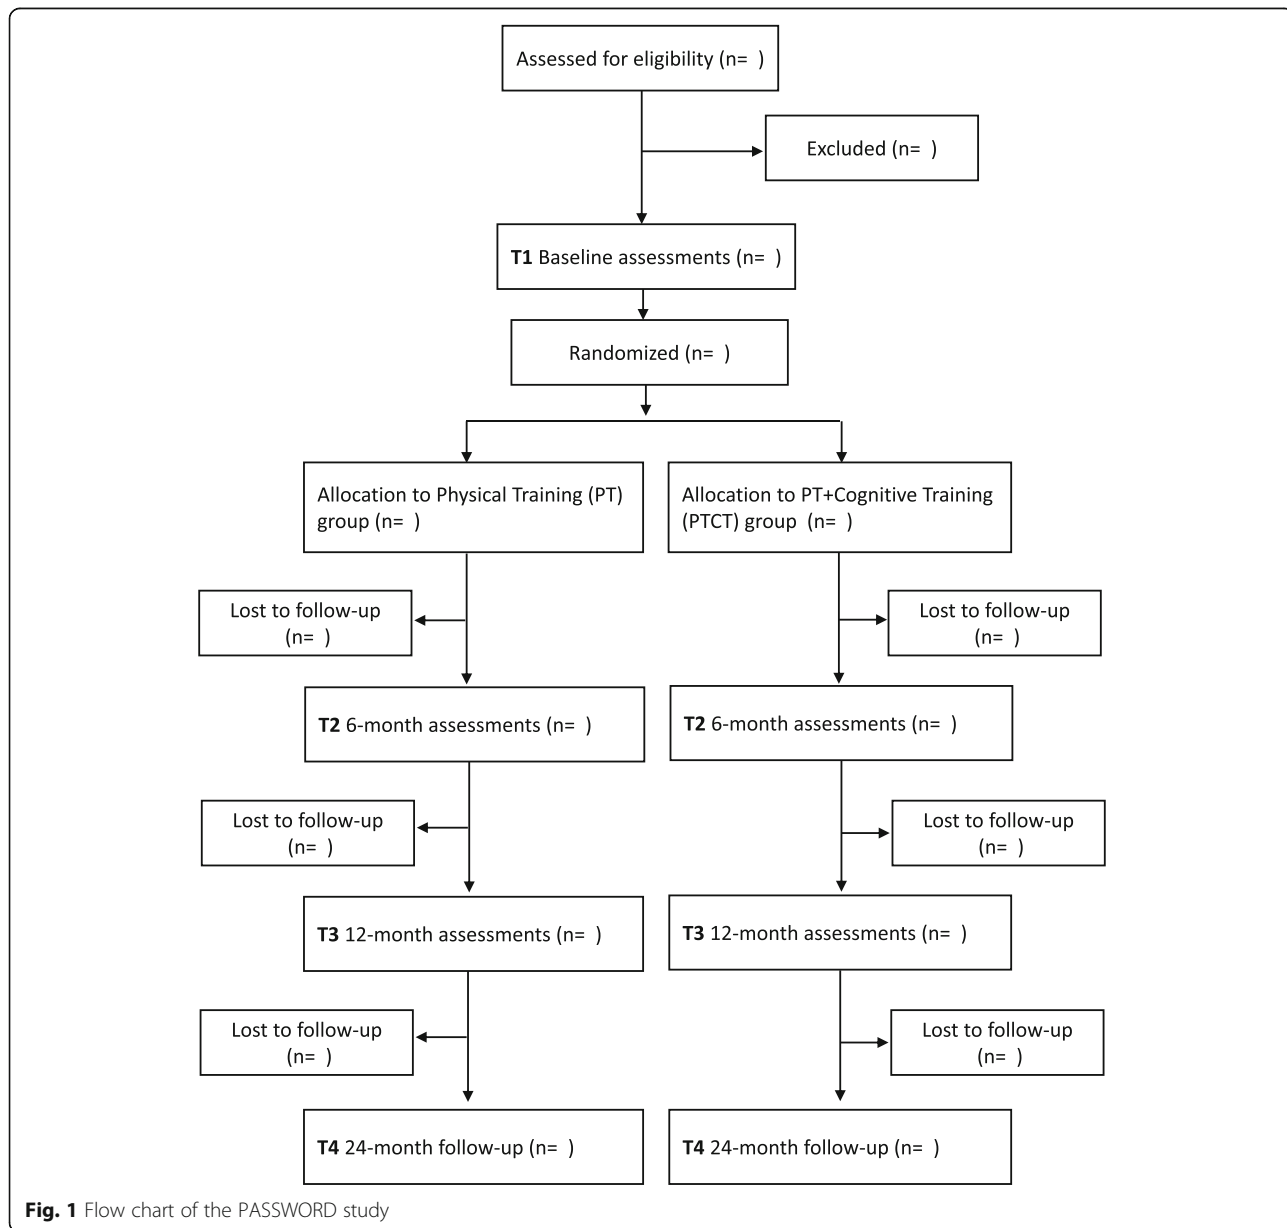 Assessed for eligibility (n=  )
Excluded (n=  )
T1 Baseline assessments (n=  )
Randomized (n=  )
Allocation to Physical Training (PT)
group (n=  )
Allocation to PT+Cognitive Training
(PTCT) group  (n=  )
Lost to follow-up
(n=  )
Lost to follow-up
(n=  )
T2 6-month assessments (n=  )
T2 6-month assessments (n=  )
Lost to follow-up
(n=  )
Lost to follow-up
(n=  )
T3 12-month assessments (n=  )
T3 12-month assessments (n=  )
Lost to follow-up
(n=  )
Lost to follow-up
(n=  )
T4 24-month follow-up (n=  )
T4 24-month follow-up (n=  )
Fig. 1 Flow chart of the PASSWORD study